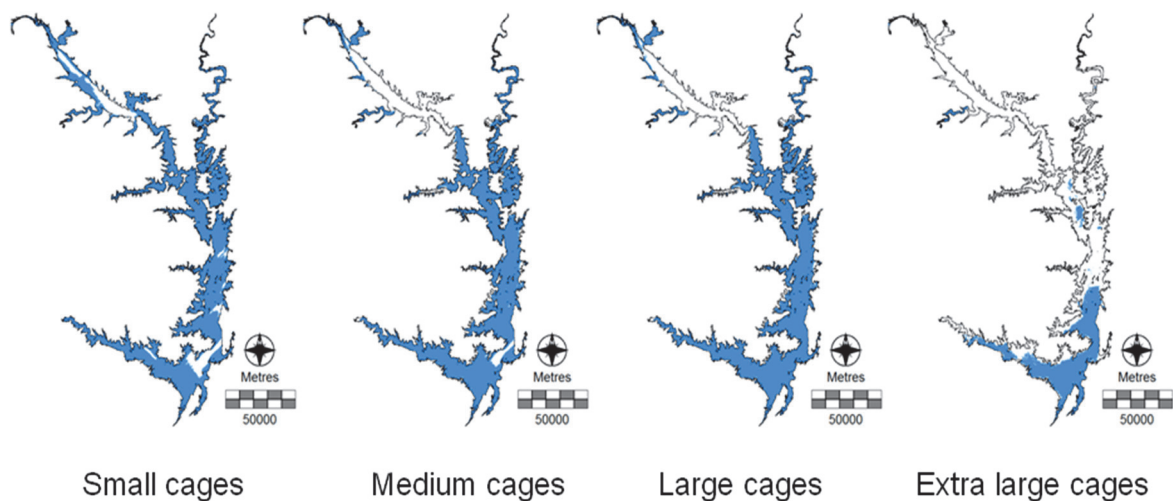 Metres
50000
Metres
50000
Metres
50000
Metres
50000
Small cages
Medium cages
Large cages
Extra large cages